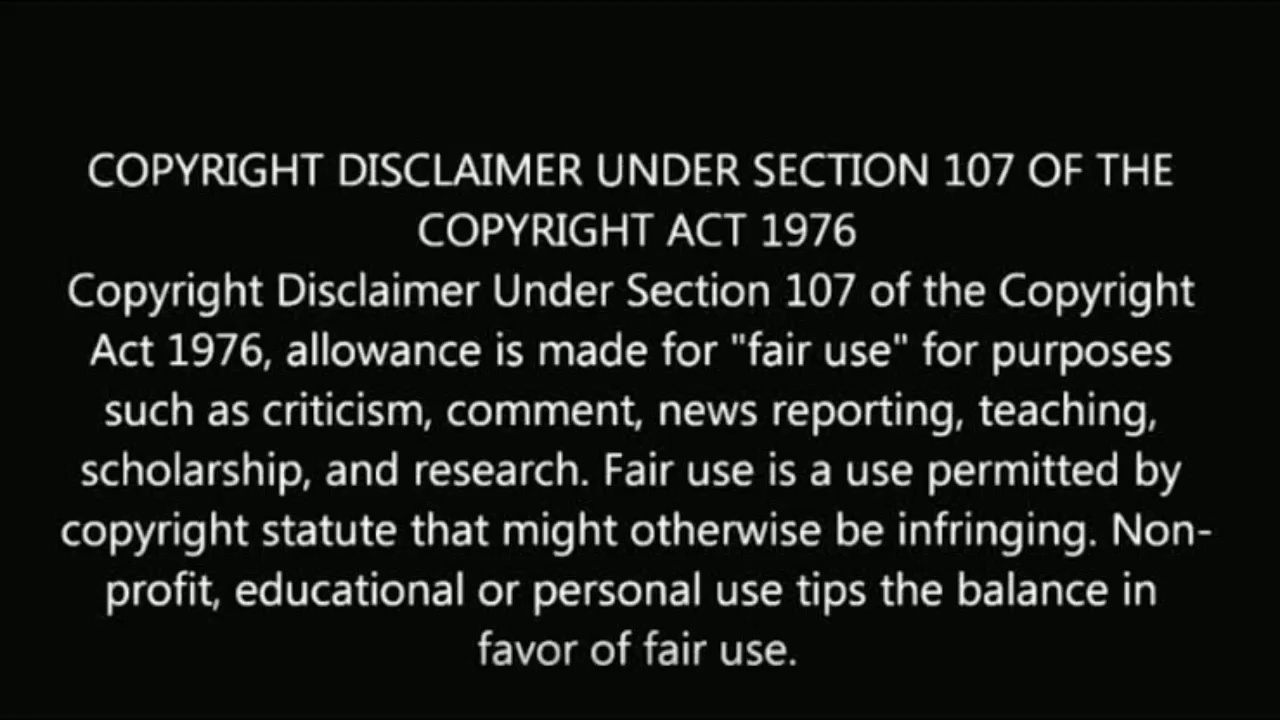 COPYRIGHT DISCLAIMER UNDER SECTION 107 OF THE
COPYRIGHT ACT 1976
Copyright Disclaimer Under Section 107 of the Copyright
Act 1976, allowance is made for "fair use" for purposes
such as criticism, comment, news reporting, teaching,
scholarship, and research. Fair use is a use permitted by
copyright statute that might otherwise be infringing. Non-
profit, educational or personal use tips the balance in
favor of fair use.